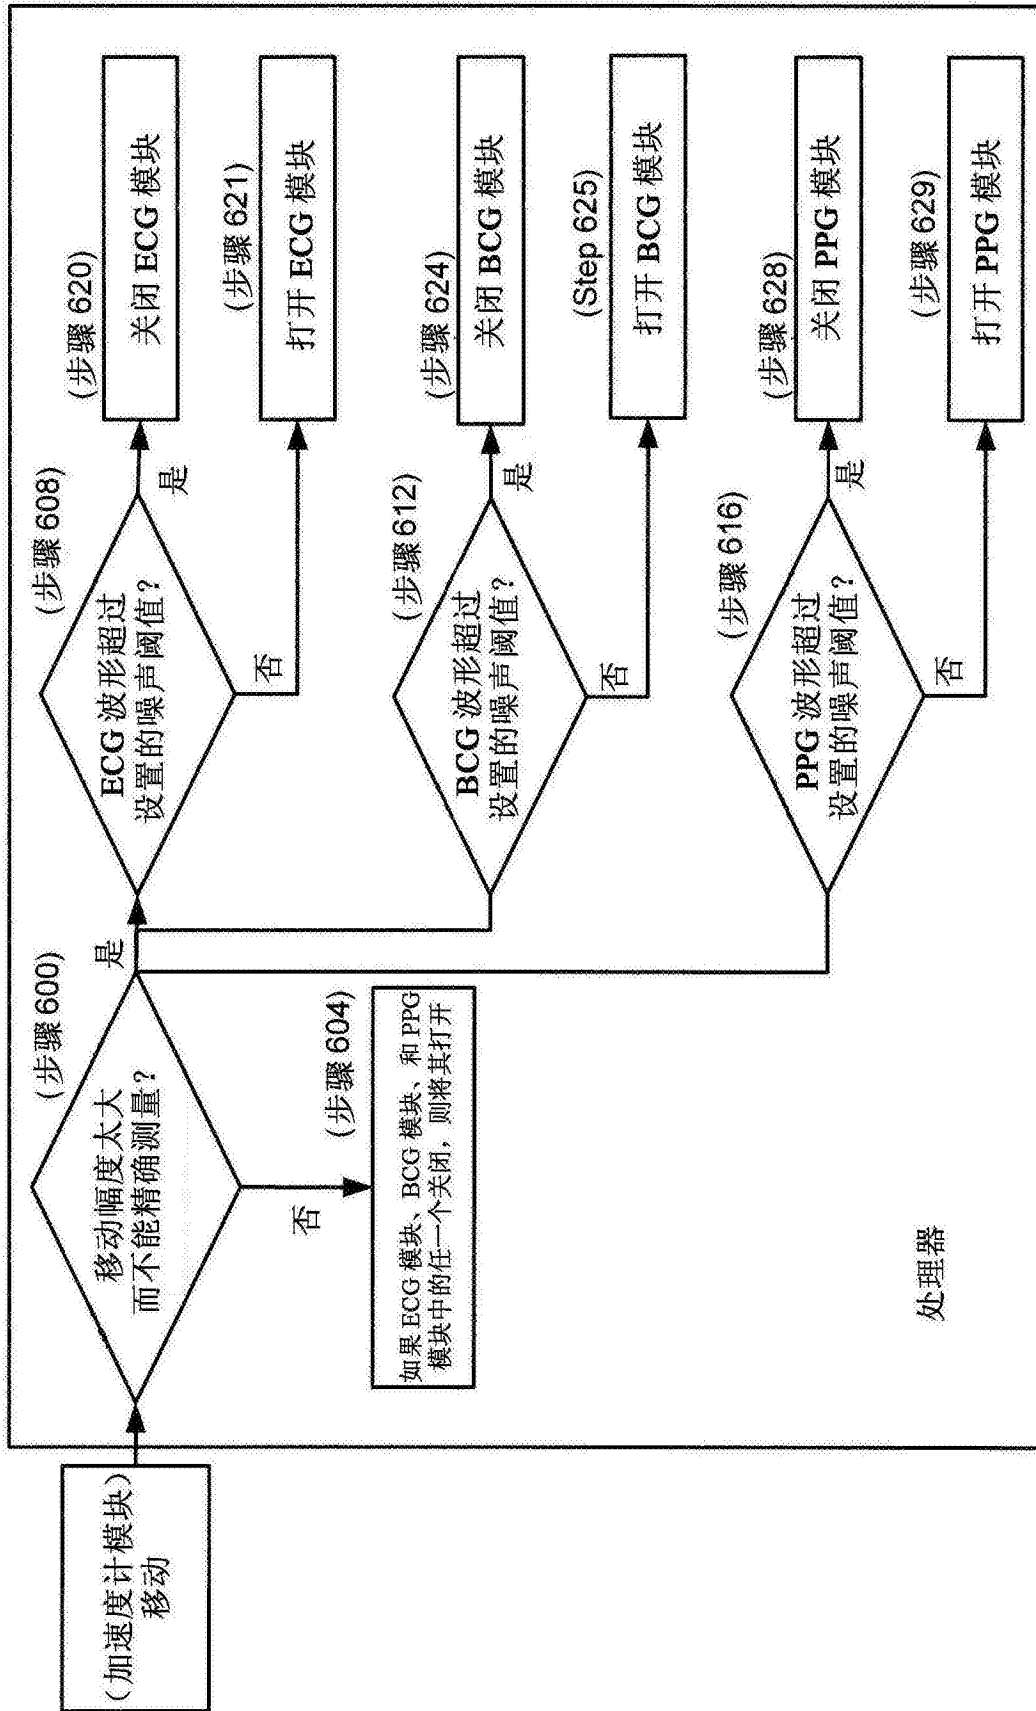 (加速度计模块)
移动
(步骤 600)
移动幅度太大
而不能精确测量?
是
否
(步骤 604)
如果 ECG 模块、BCG 模块、和 PPG
模块中的任一个关闭，则将其打开
(步骤 608)
ECG 波形超过
设置的噪声阈值?
是
否
(步骤 620)
关闭 ECG 模块
(步骤 621)
打开 ECG 模块
(步骤 612)
BCG 波形超过
设置的噪声阈值?
是
否
(步骤 624)
关闭 BCG 模块
(Step 625)
打开 BCG 模块
(步骤 616)
PPG 波形超过
设置的噪声阈值?
是
否
(步骤 628)
关闭 PPG 模块
(步骤 629)
打开 PPG 模块
处理器